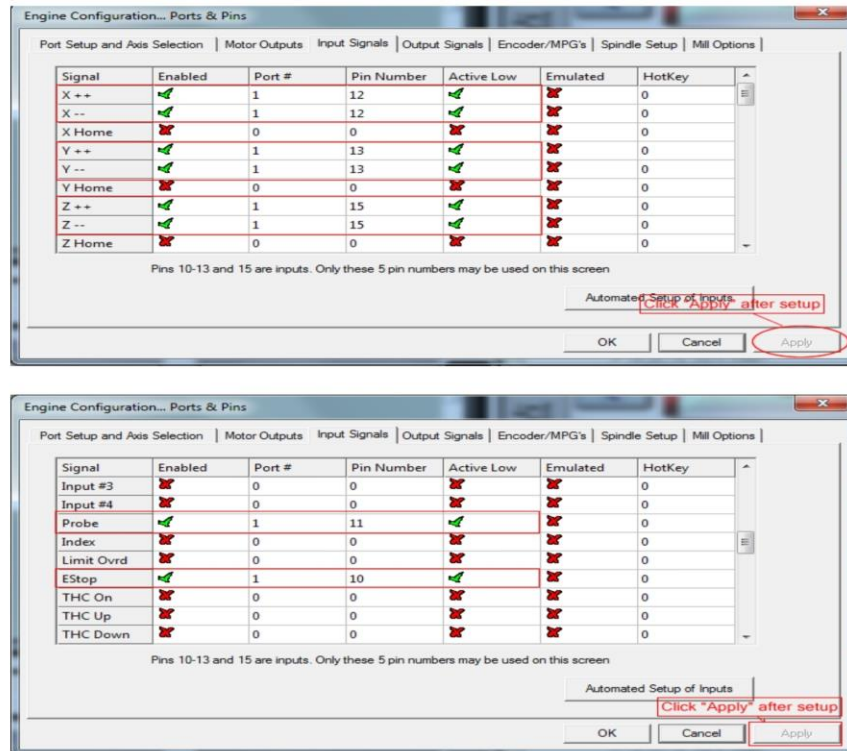 Engine Configuration... Ports & Pins
Port Setup and Axis Selection Motor Outputs Input Signals Output Signals Encoder/MPG's Spindle Setup Mill Options
Signal Enabled Port # Pin Number Active Low Emulated HotKey
X ++ 1 12 0
X -- 1 12 0
X Home 0 0 0
Y ++ 1 13 0
Y -- 1 13 0
Y Home 0 0 0
Z ++ 1 15 0
Z -- 1 15 0
Z Home 0 0 0
Pins 10-13 and 15 are inputs. Only these 5 pin numbers may be used on this screen
Automated Setup of Inputs
Click "Apply" after setup
OK Cancel Apply
Engine Configuration... Ports & Pins
Port Setup and Axis Selection Motor Outputs Input Signals Output Signals Encoder/MPG's Spindle Setup Mill Options
Signal Enabled Port # Pin Number Active Low Emulated HotKey
Input #3 0 0 0
Input #4 0 0 0
Probe 1 11 0
Index 0 0 0
Limit Ovrd 0 0 0
EStop 1 10 0
THC On 0 0 0
THC Up 0 0 0
THC Down 0 0 0
Pins 10-13 and 15 are inputs. Only these 5 pin numbers may be used on this screen
Automated Setup of Inputs
Click "Apply" after setup
OK Cancel Apply